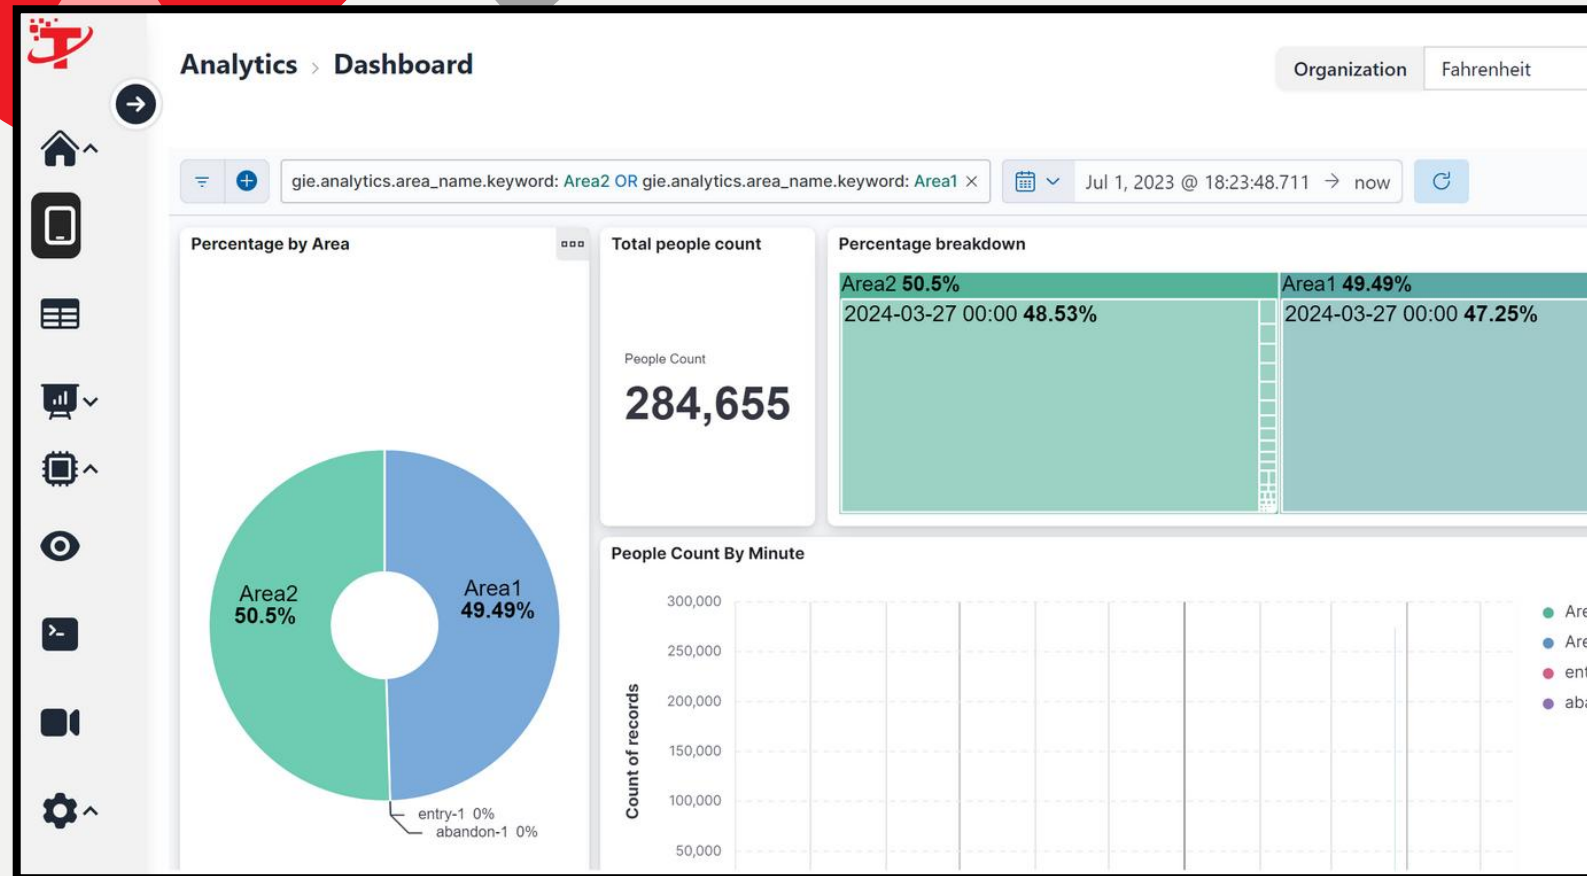 Analytics > Dashboard
Organization Fahrenheit
gie.analytics.area_name.keyword: Area2 OR gie.analytics.area_name.keyword: Area1 ×
Jul 1, 2023 @ 18:23:48.711 → now
Percentage by Area
Area2
50.5%
Area1
49.49%
entry-1 0%
abandon-1 0%
Total people count
People Count
284,655
Percentage breakdown
Area2 50.5%
2024-03-27 00:00 48.53%
Area1 49.49%
2024-03-27 00:00 47.25%
People Count By Minute
Count of records
300,000
250,000
200,000
150,000
100,000
50,000
Are
Are
ent
aba